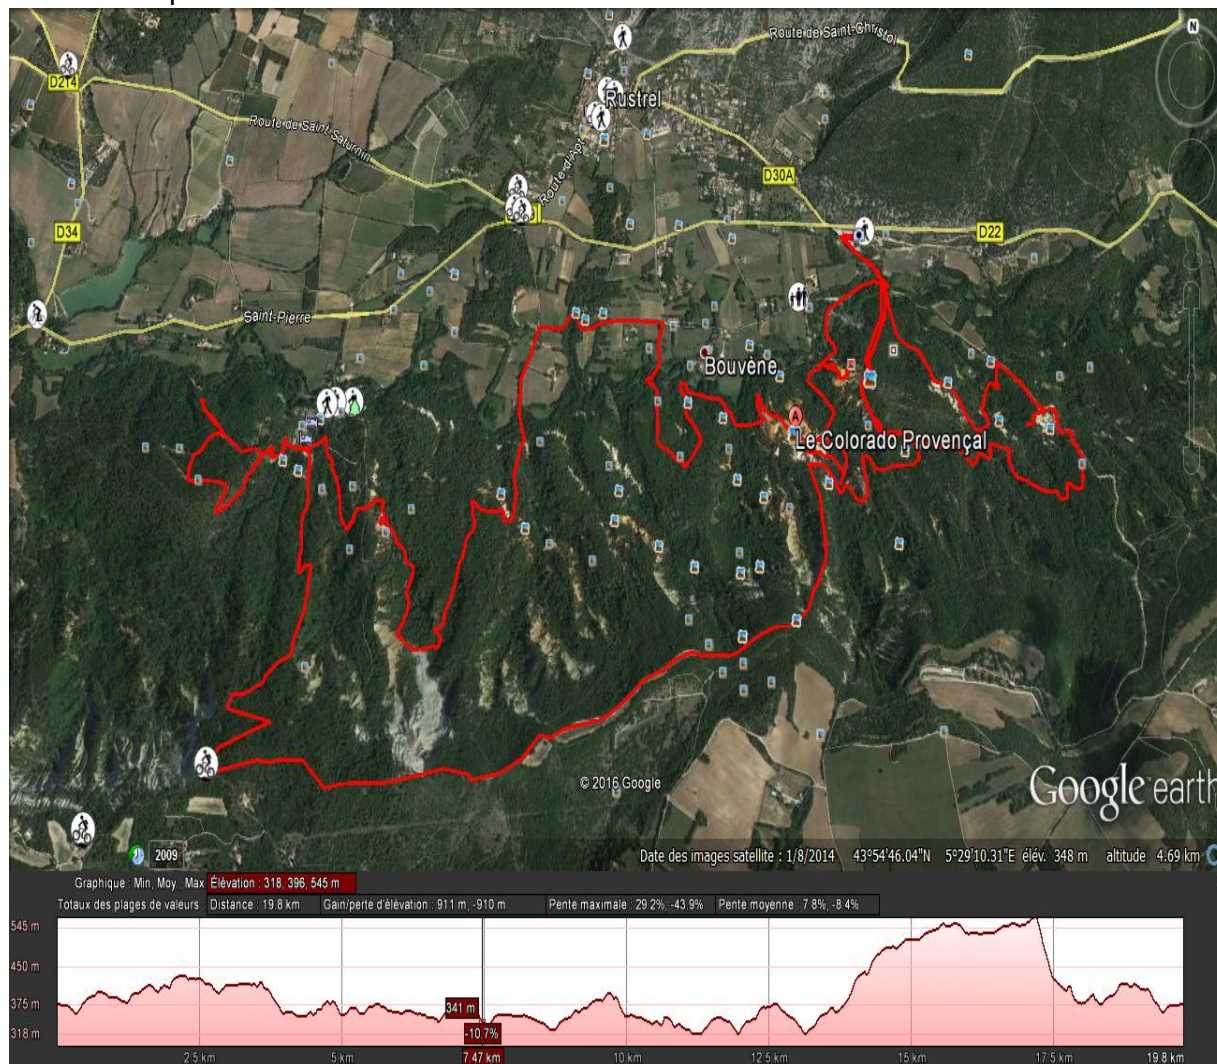 N
Route de Saint-Christol
D214
Rustrel
Route de Saint-Saturnin
Route d'Apt
D30A
D34
D22
Saint-Pierre
Bouvène
A
Le Colorado Provençal
© 2016 Google
Google earth
2009
Date des images satellite : 1/8/2014 43°54'46.04"N 5°29'10.31"E élév. 348 m altitude 4.69 km
Graphique : Min, Moy, Max Élévation : 318, 396, 545 m
Totaux des plages de valeurs : Distance : 19.8 km Gain/perte d'élévation : 911 m, -910 m Pente maximale : 29.2%, -43.9% Pente moyenne : 7.8%, -8.4%
545 m
450 m
375 m
341 m
318 m
-10.7%
2.5 km 5 km 7.47 km 10 km 12.5 km 15 km 17.5 km 19.8 km